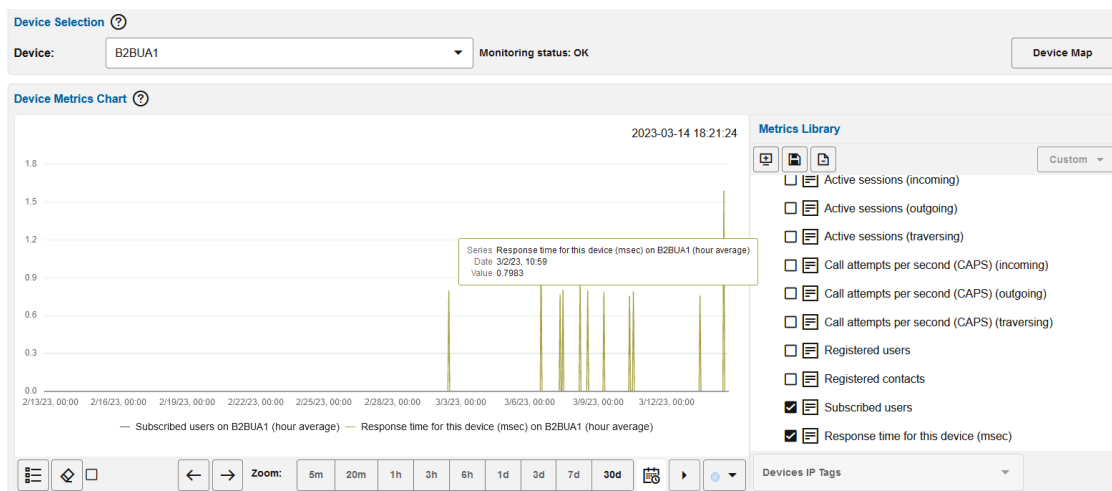 Device Selection ?
Device: B2BUA1 Monitoring status: OK Device Map
Device Metrics Chart ?
2023-03-14 18:21:24
1.8
1.5
1.2
0.9
0.6
0.3
0.0
Series Response time for this device (msec) on B2BUA1 (hour average)
Date 3/2/23, 10:59
Value 0.7983
2/13/23, 00:00 2/16/23, 00:00 2/19/23, 00:00 2/22/23, 00:00 2/25/23, 00:00 2/28/23, 00:00 3/3/23, 00:00 3/6/23, 00:00 3/9/23, 00:00 3/12/23, 00:00
Subscribed users on B2BUA1 (hour average) Response time for this device (msec) on B2BUA1 (hour average)
Zoom: 5m 20m 1h 3h 6h 1d 3d 7d 30d
Metrics Library
Custom
Active sessions (incoming)
Active sessions (outgoing)
Active sessions (traversing)
Call attempts per second (CAPS) (incoming)
Call attempts per second (CAPS) (outgoing)
Call attempts per second (CAPS) (traversing)
Registered users
Registered contacts
Subscribed users
Response time for this device (msec)
Devices IP Tags